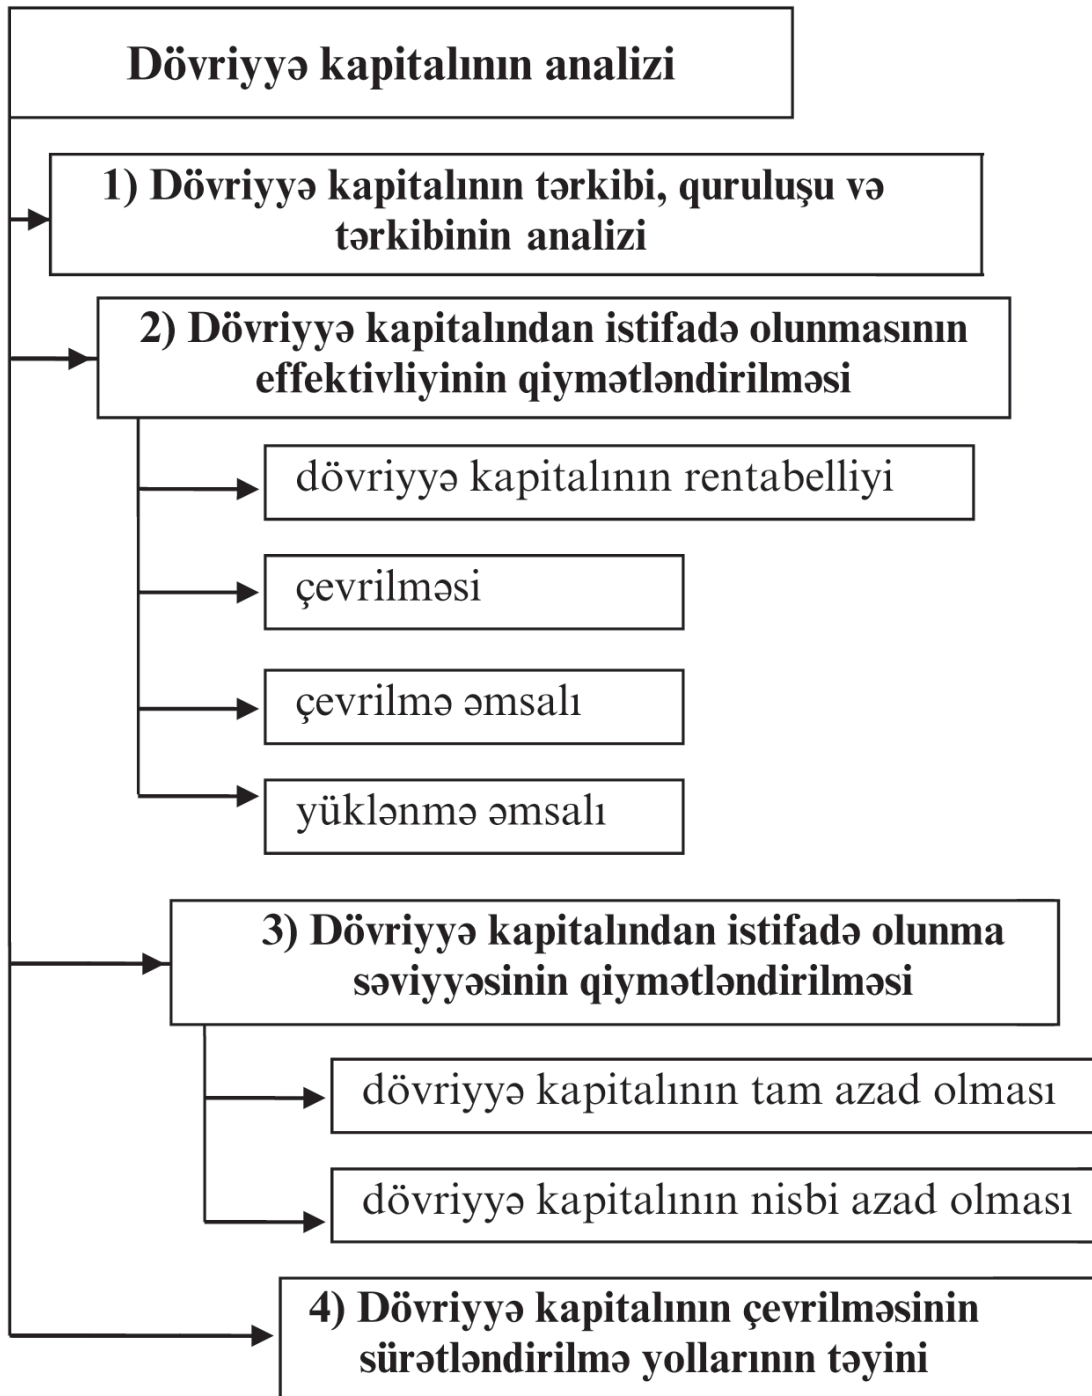 Dövriyyə kapitalının analizi
1) Dövriyyə kapitalının tərkibi, quruluşu və
tərkibinin analizi
2) Dövriyyə kapitalından istifadə olunmasının
effektivliyinin qiymətləndirilməsi
dövriyyə kapitalının rentabelliyi
çevrilməsi
çevrilmə əmsalı
yüklənmə əmsalı
3) Dövriyyə kapitalından istifadə olunma
səviyyəsinin qiymətləndirilməsi
dövriyyə kapitalının tam azad olması
dövriyyə kapitalının nisbi azad olması
4) Dövriyyə kapitalının çevrilməsinin
sürətləndirilmə yollarının təyini